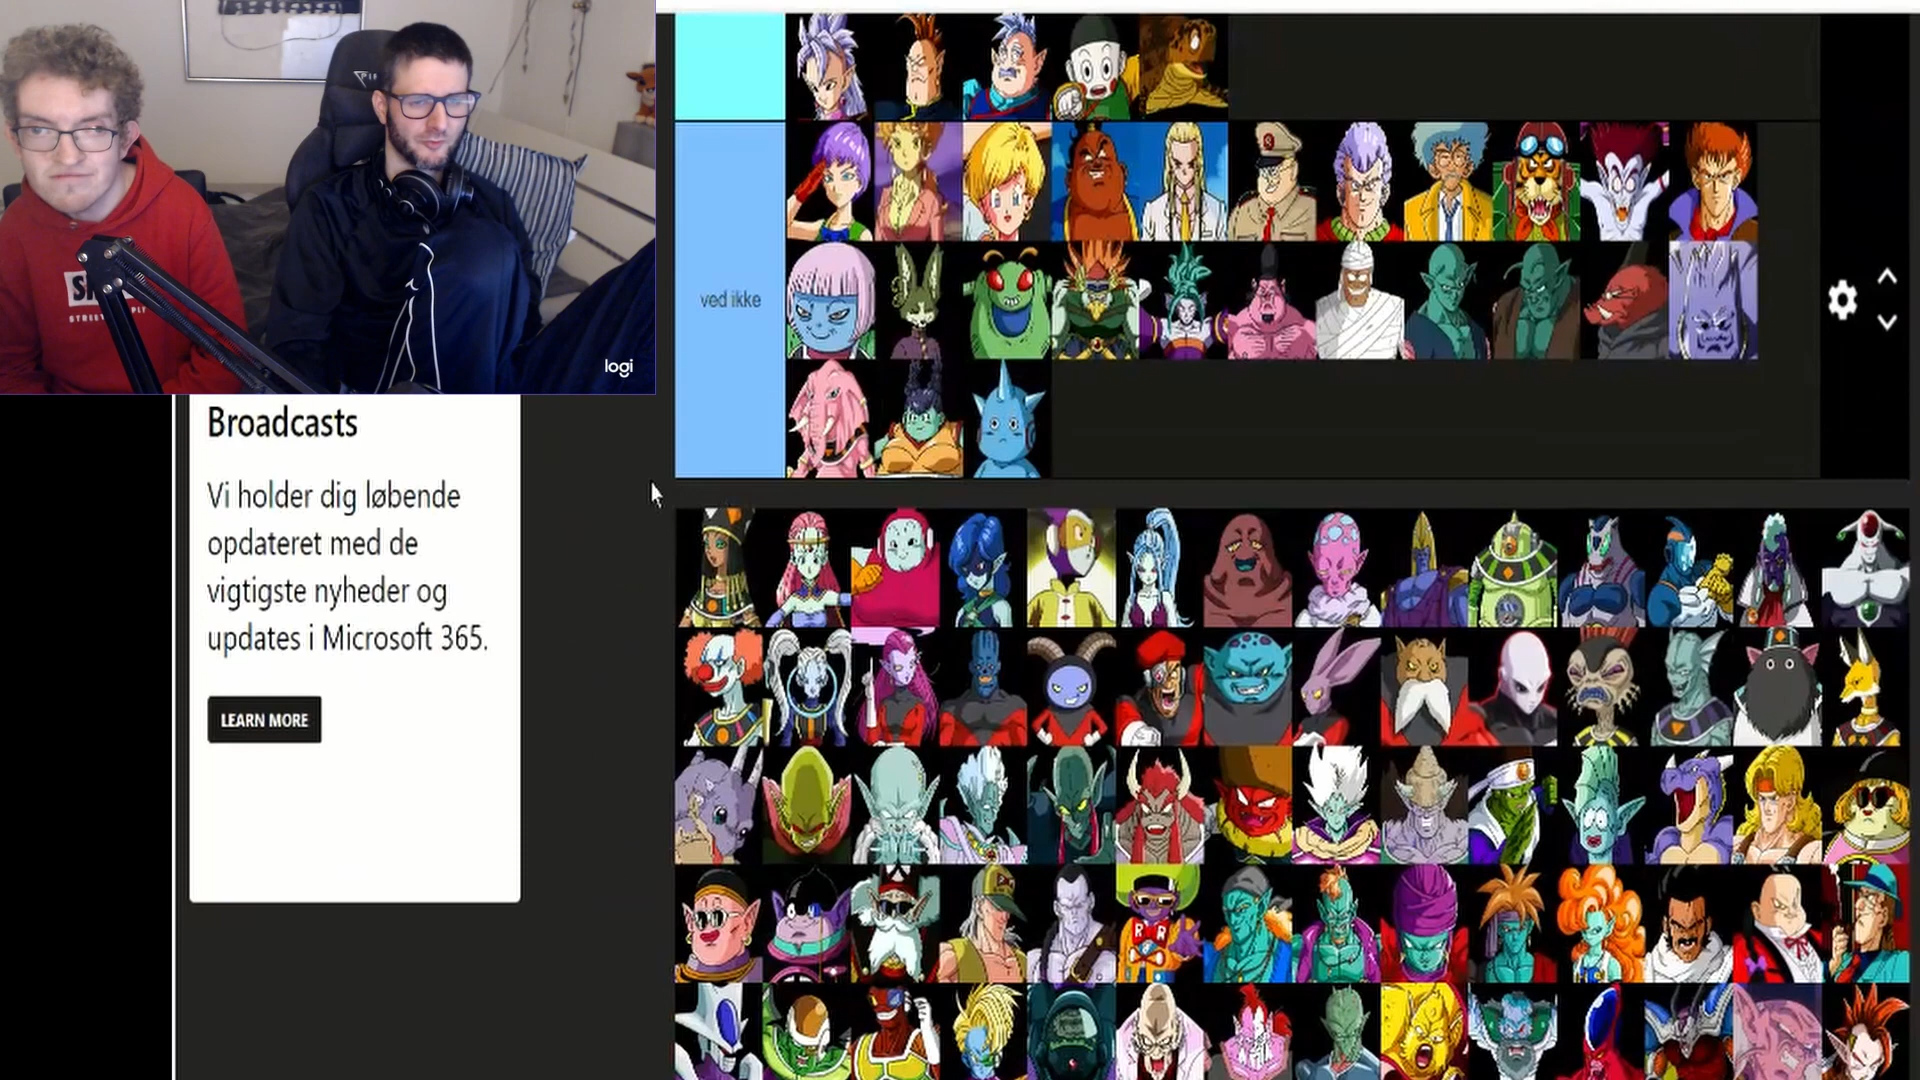 logi
ved ikke
Broadcasts
Vi holder dig løbende
opdateret med de
vigtigste nyheder og
updates i Microsoft 365.
LEARN MORE